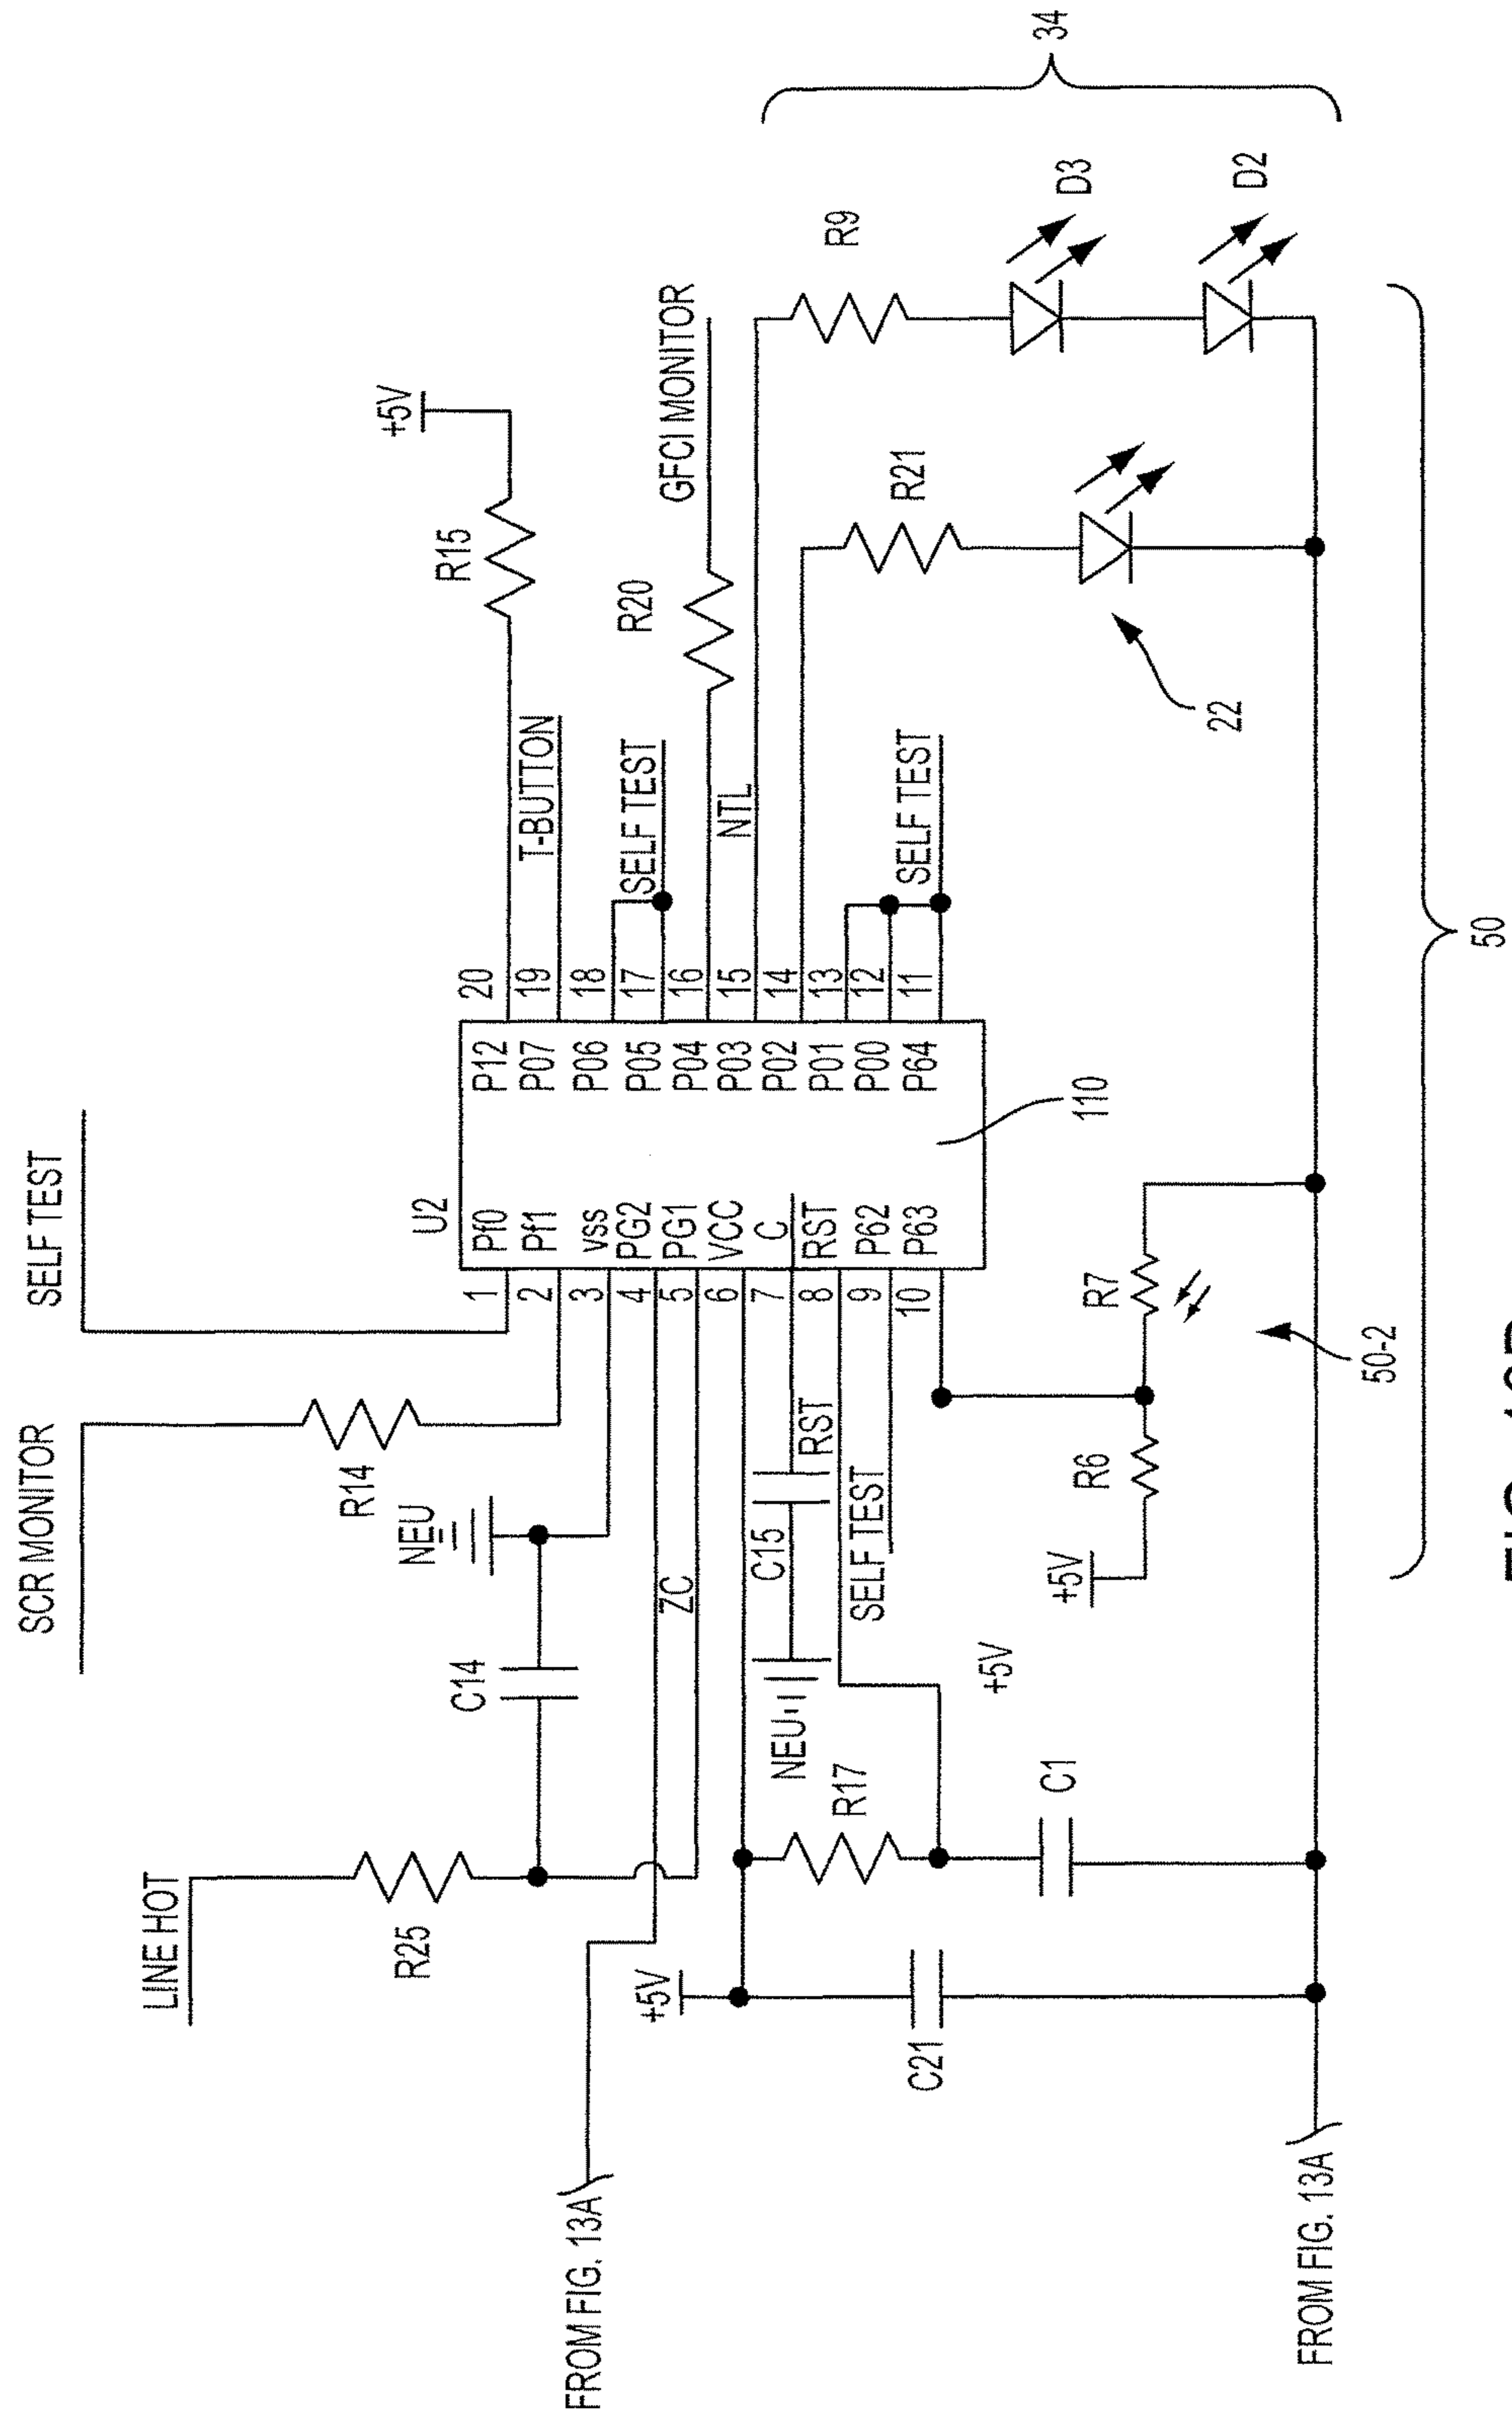 SELF TEST
SCR MONITOR
LINE HOT
R14
NEU
C14
R25
+5V
R15
T-BUTTON
SELF TEST
R20
GFCI MONITOR
NTL
SELF TEST
U2
Pf0
Pf1
vss
PG2
PG1
VCC
C
RST
P62
P63
P12
P07
P06
P05
P04
P03
P02
P01
P00
P64
1
2
3
4
5
6
7
8
9
10
20
19
18
17
16
15
14
13
12
11
110
ZC
C15
RST
SELF TEST
NEU
+5V
R17
+5V
C1
C21
+5V
R6
R7
50-2
R21
22
R9
D3
D2
34
50
FROM FIG. 13A
FROM FIG. 13A